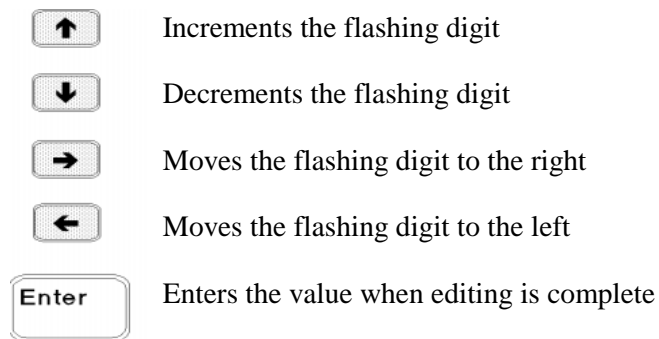 Increments the flashing digit
Decrements the flashing digit
Moves the flashing digit to the right
Moves the flashing digit to the left
Enter Enters the value when editing is complete